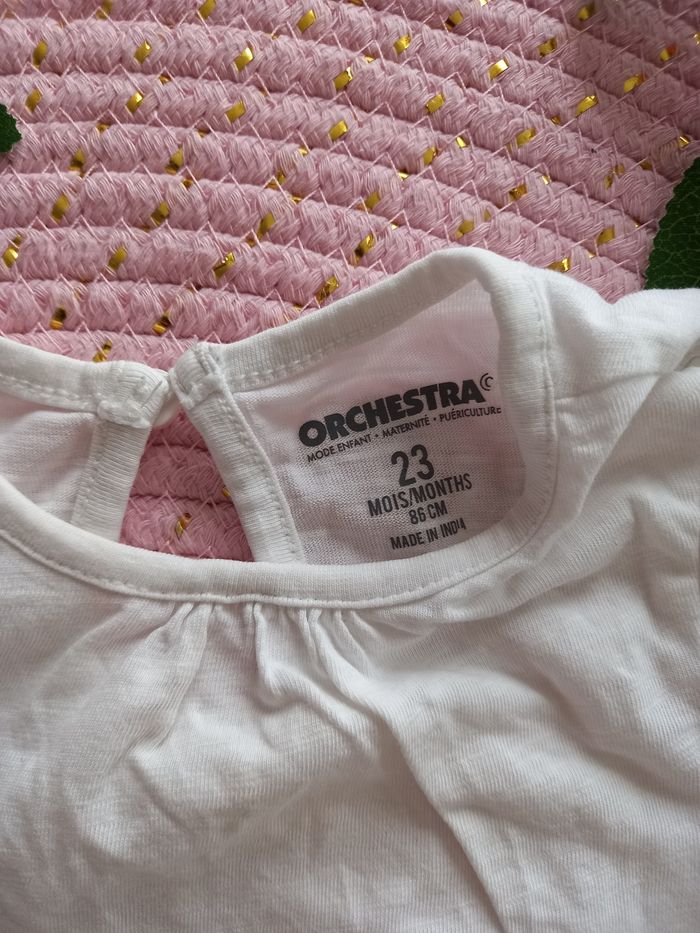 ORCHESTRA
MODE ENFANT • MATERNITÉ • PUÉRICULTURE
23
MOIS/MONTHS
86 CM
MADE IN INDIA